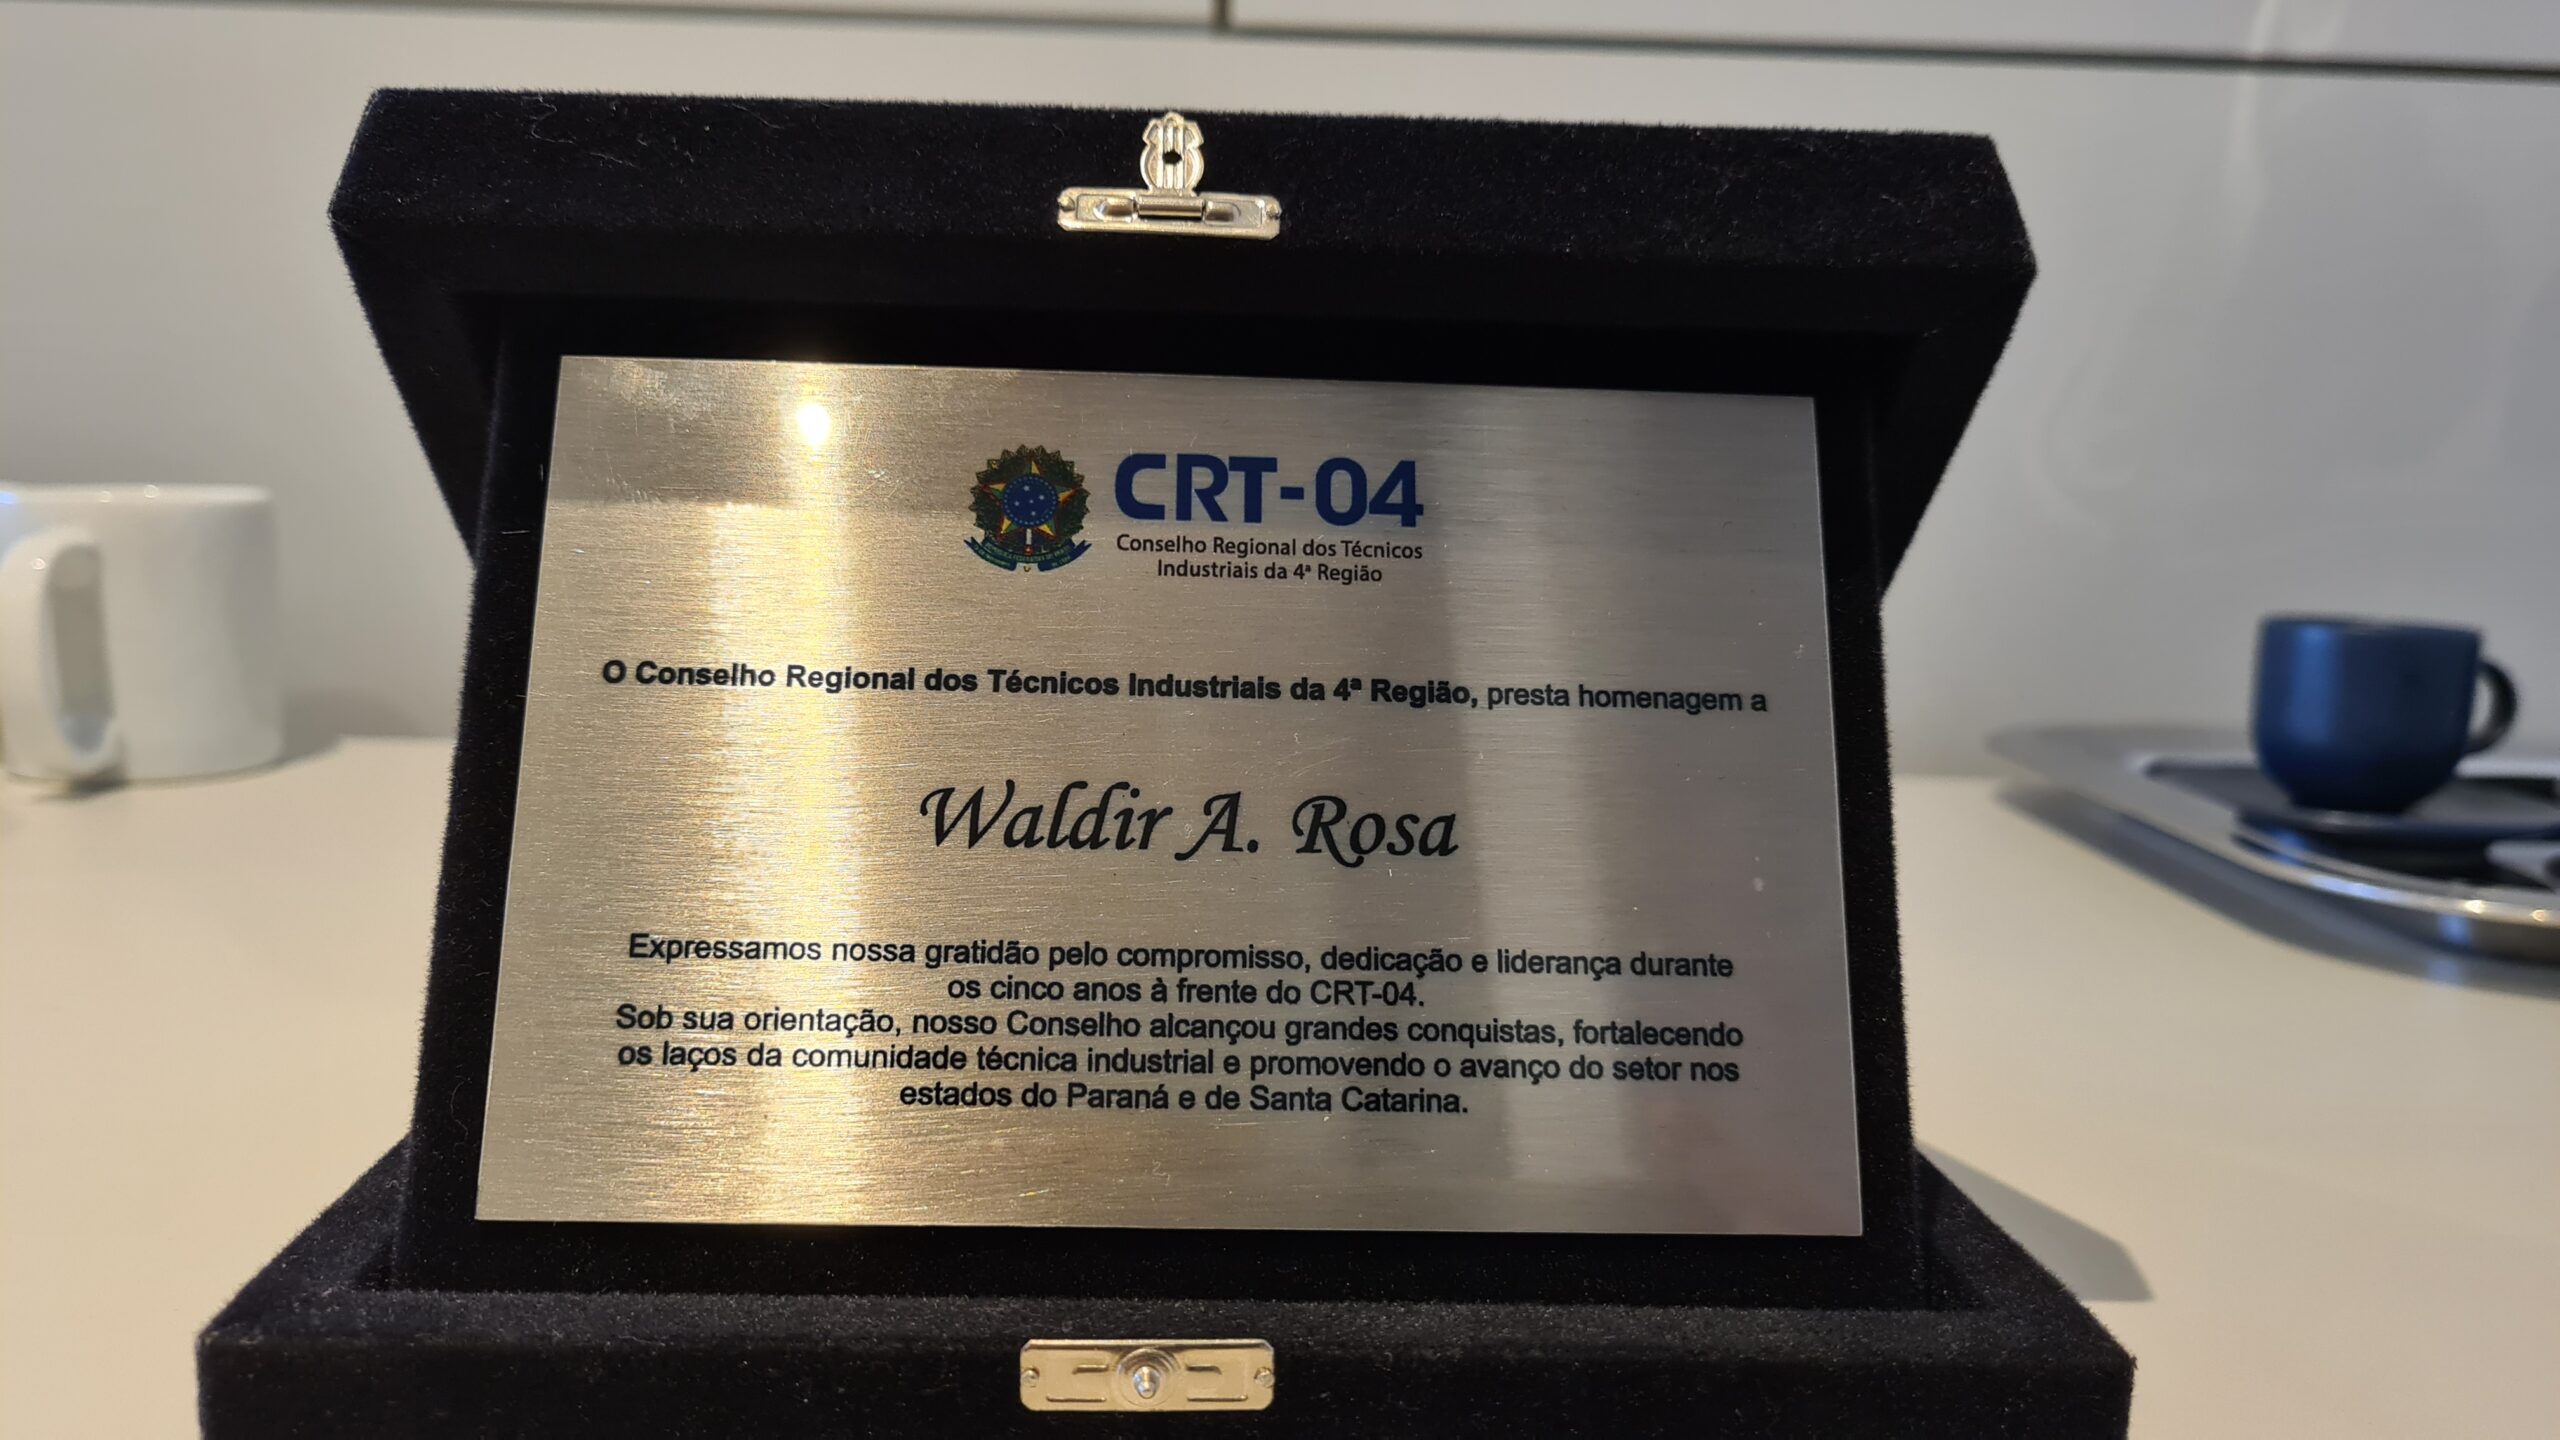 CRT-04
Conselho Regional dos Técnicos
Industriais da 4ª Região
O Conselho Regional dos Técnicos Industriais da 4ª Região, presta homenagem a
Waldir A. Rosa
Expressamos nossa gratidão pelo compromisso, dedicação e liderança durante
os cinco anos à frente do CRT-04.
Sob sua orientação, nosso Conselho alcançou grandes conquistas, fortalecendo
os laços da comunidade técnica industrial e promovendo o avanço do setor nos
estados do Paraná e de Santa Catarina.